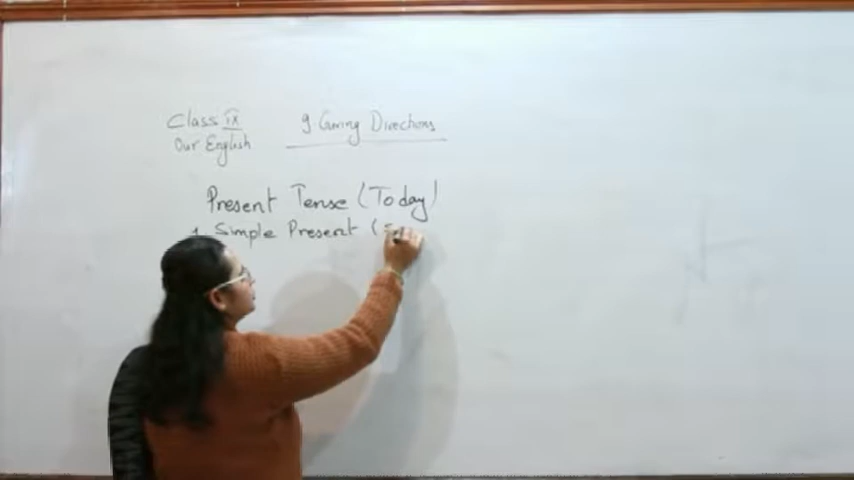 Class IX 9 Giving Directions
Our English
Present Tense (Today)
1. Simple Present (